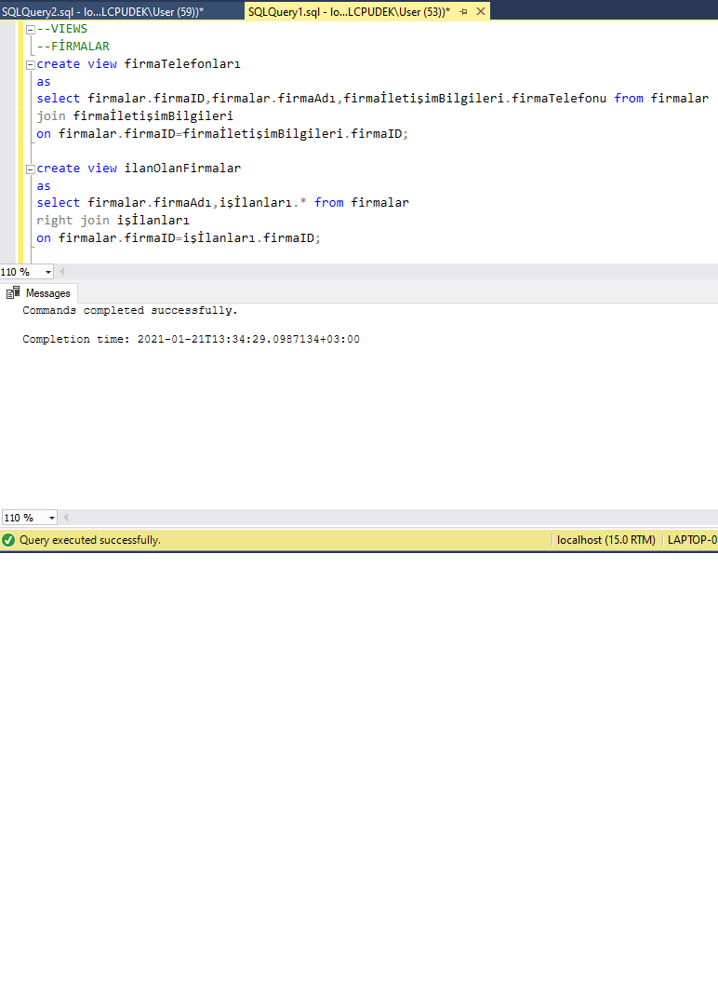 SQLQuery2.sql - lo...LCPUDEK\User (59))* SQLQuery1.sql - lo...LCPUDEK\User (53))*
--VIEWS
--FİRMALAR
create view firmaTelefonları
as
select firmalar.firmaID,firmalar.firmaAdı,firmaİletişimBilgileri.firmaTelefonu from firmalar
join firmaİletişimBilgileri
on firmalar.firmaID=firmaİletişimBilgileri.firmaID;
create view ilanOlanFirmalar
as
select firmalar.firmaAdı,işİlanları.* from firmalar
right join işİlanları
on firmalar.firmaID=işİlanları.firmaID;
110 %
Messages
Commands completed successfully.
Completion time: 2021-01-21T13:34:29.0987134+03:00
110 %
Query executed successfully. localhost (15.0 RTM) LAPTOP-0